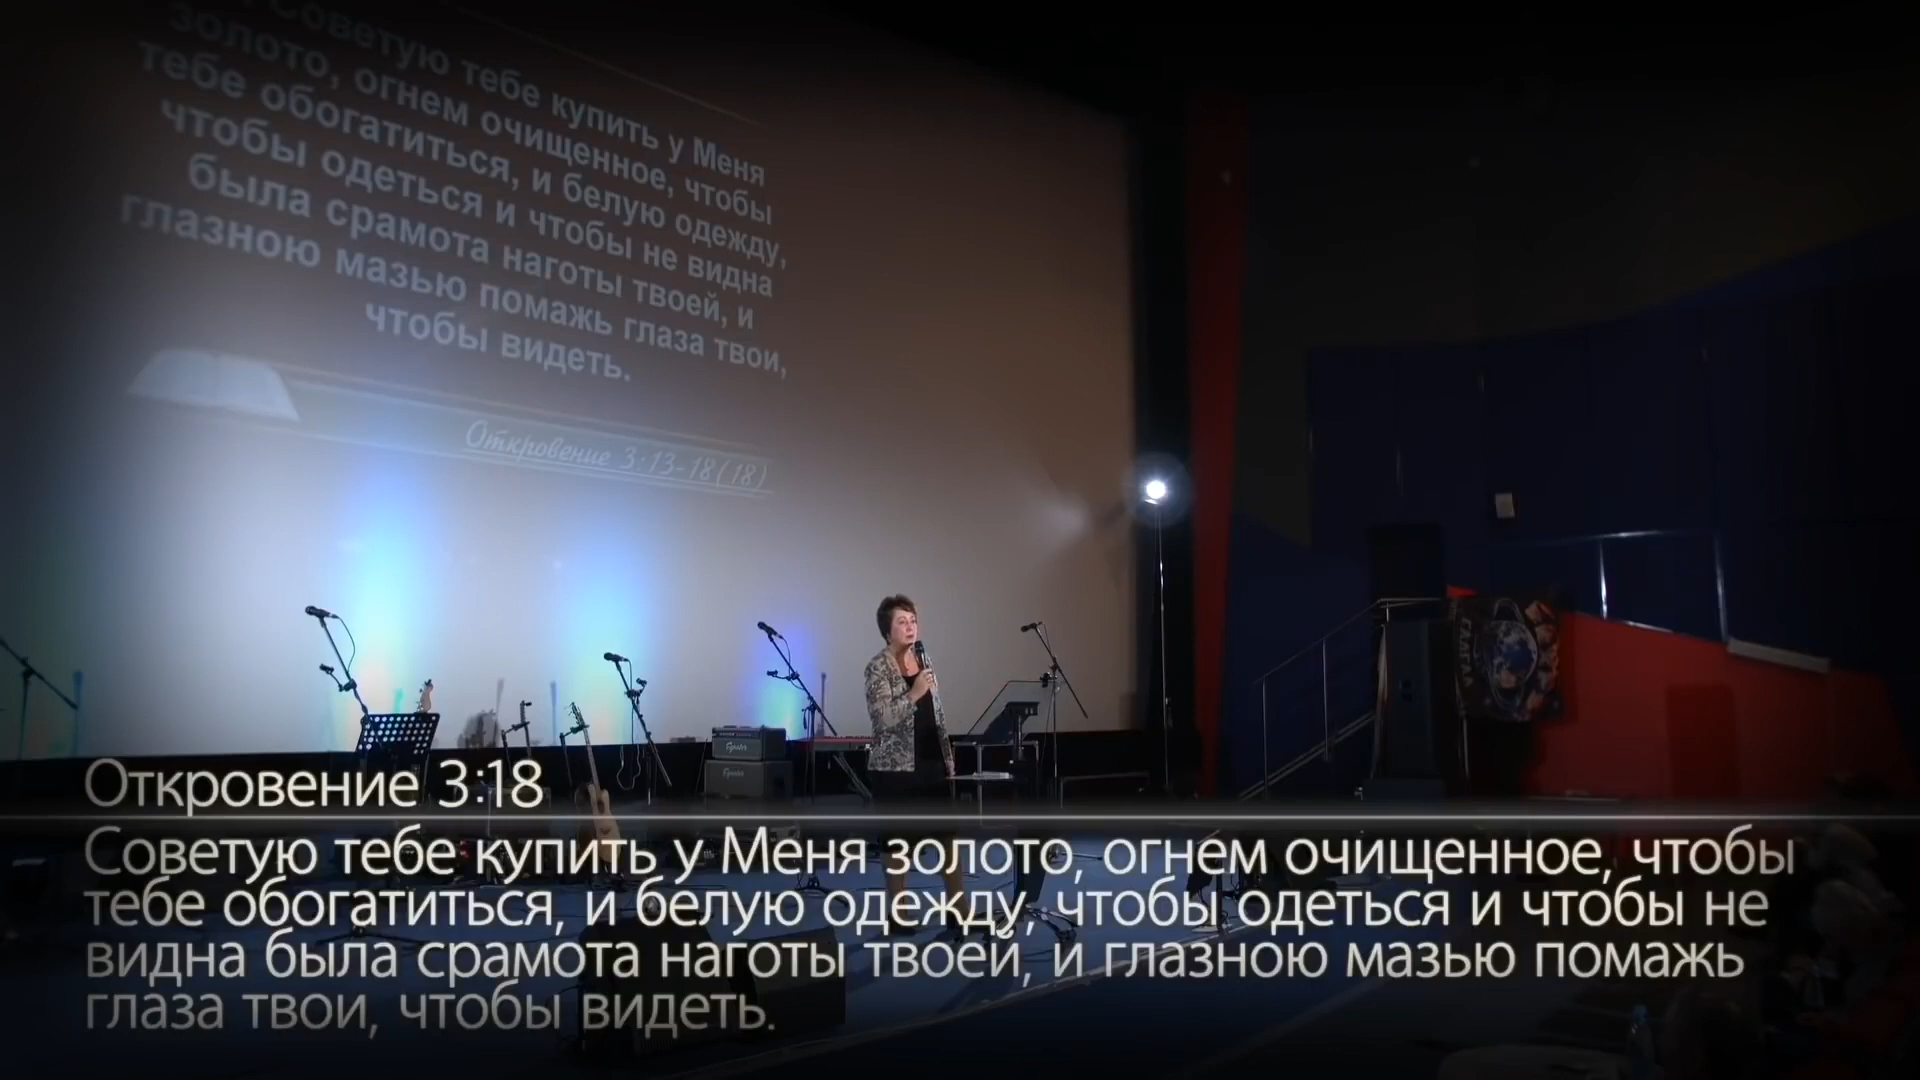 Советую тебе купить у Меня
золото, огнем очищенное, чтобы
тебе обогатиться, и белую одежду,
чтобы одеться и чтобы не видна
была срамота наготы твоей, и
глазною мазью помажь глаза твои,
чтобы видеть.
Откровение 3:13-18(18)
Откровение 3:18
Советую тебе купить у Меня золото, огнем очищенное, чтобы
тебе обогатиться, и белую одежду, чтобы одеться и чтобы не
видна была срамота наготы твоей, и глазною мазью помажь
глаза твои, чтобы видеть.